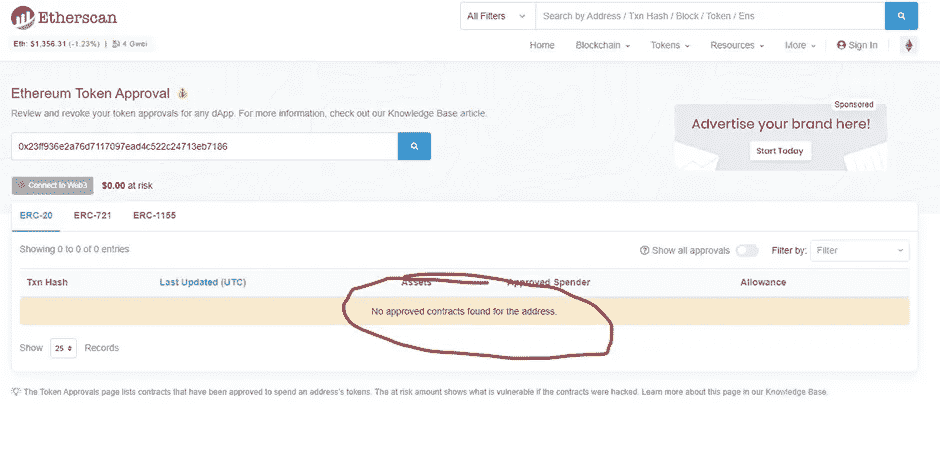 Etherscan
All Filters
Search by Address / Txn Hash / Block / Token / Ens
Eth: $1,356.31 (-1.23%) | 4 Gwei
Home Blockchain Tokens Resources More Sign In
Ethereum Token Approval
Review and revoke your token approvals for any dApp. For more information, check out our Knowledge Base article.
Sponsored
Advertise your brand here!
Start Today
0x23ff936e2a76d7117097ead4c522c24713eb7186
Connect to Web3 $0.00 at risk
ERC-20 ERC-721 ERC-1155
Showing 0 to 0 of 0 entries
Show all approvals Filter by: Filter
Txn Hash Last Updated (UTC) Assets Approved Spender Allowance
No approved contracts found for the address.
Show 25 Records
The Token Approvals page lists contracts that have been approved to spend an address's tokens. The at risk amount shows what is vulnerable if the contracts were hacked. Learn more about this page in our Knowledge Base.